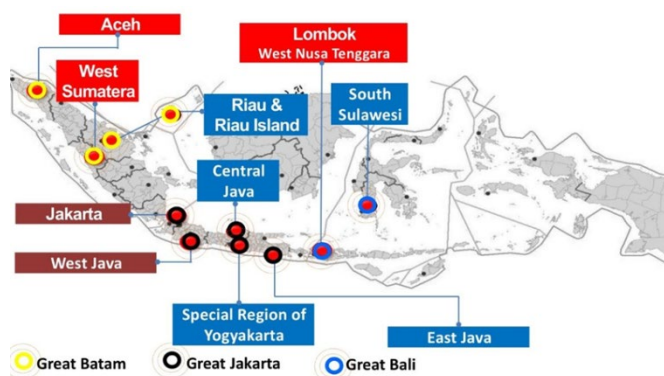 Aceh
West
Sumatera
Riau &
Riau Island
Lombok
West Nusa Tenggara
South
Sulawesi
Central
Java
Jakarta
West Java
Special Region of
Yogyakarta
East Java
Great Batam
Great Jakarta
Great Bali